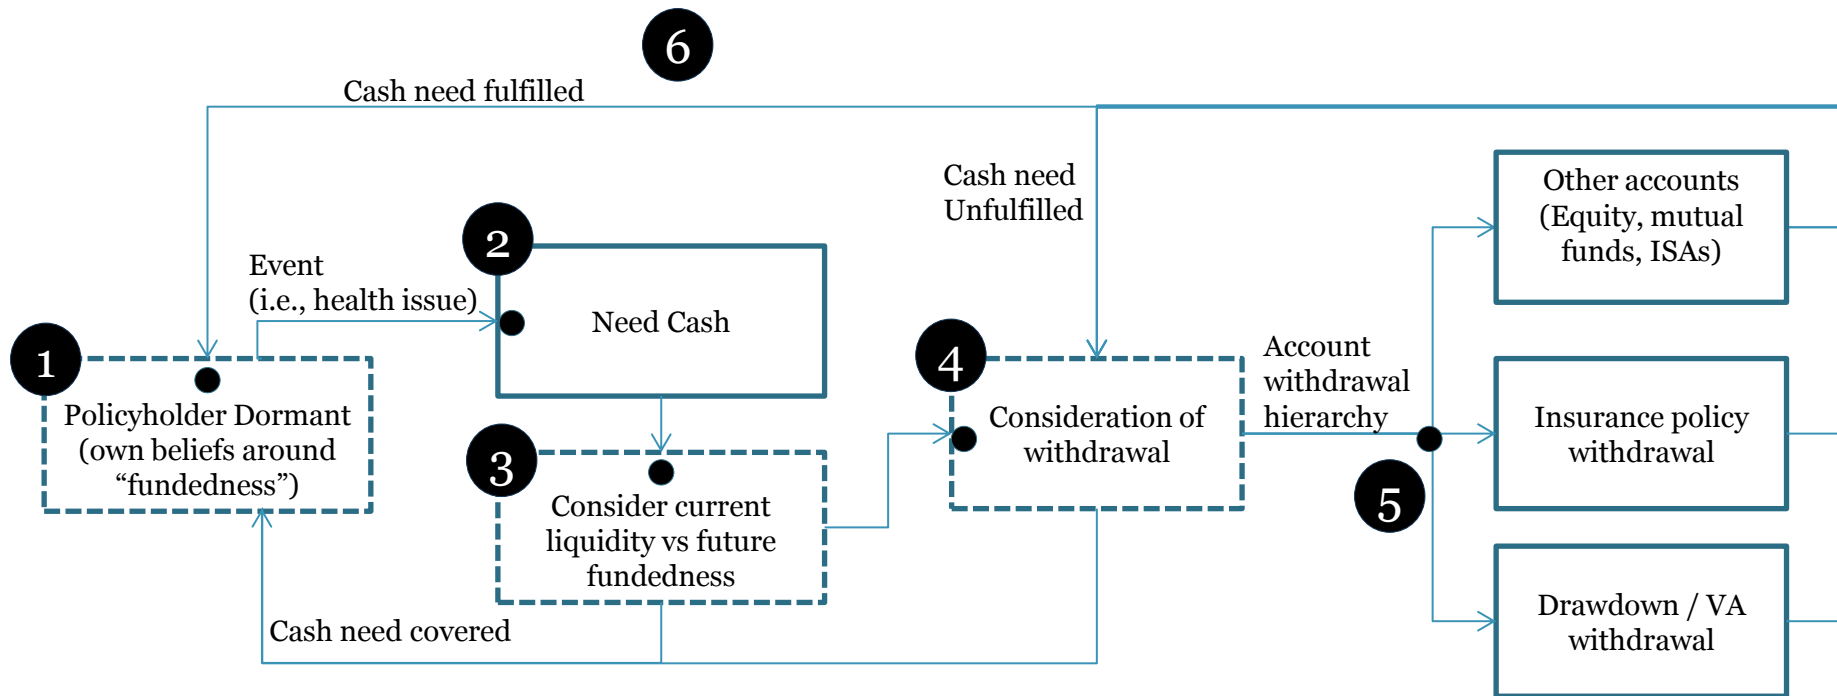 6
Cash need fulfilled
Cash need
Unfulfilled
Other accounts
(Equity, mutual
funds, ISAs)
2
Event
(i.e., health issue)
Need Cash
1
Policyholder Dormant
(own beliefs around
“fundedness”)
3
Consider current
liquidity vs future
fundedness
4
Consideration of
withdrawal
Account
withdrawal
hierarchy
5
Insurance policy
withdrawal
Drawdown / VA
withdrawal
Cash need covered